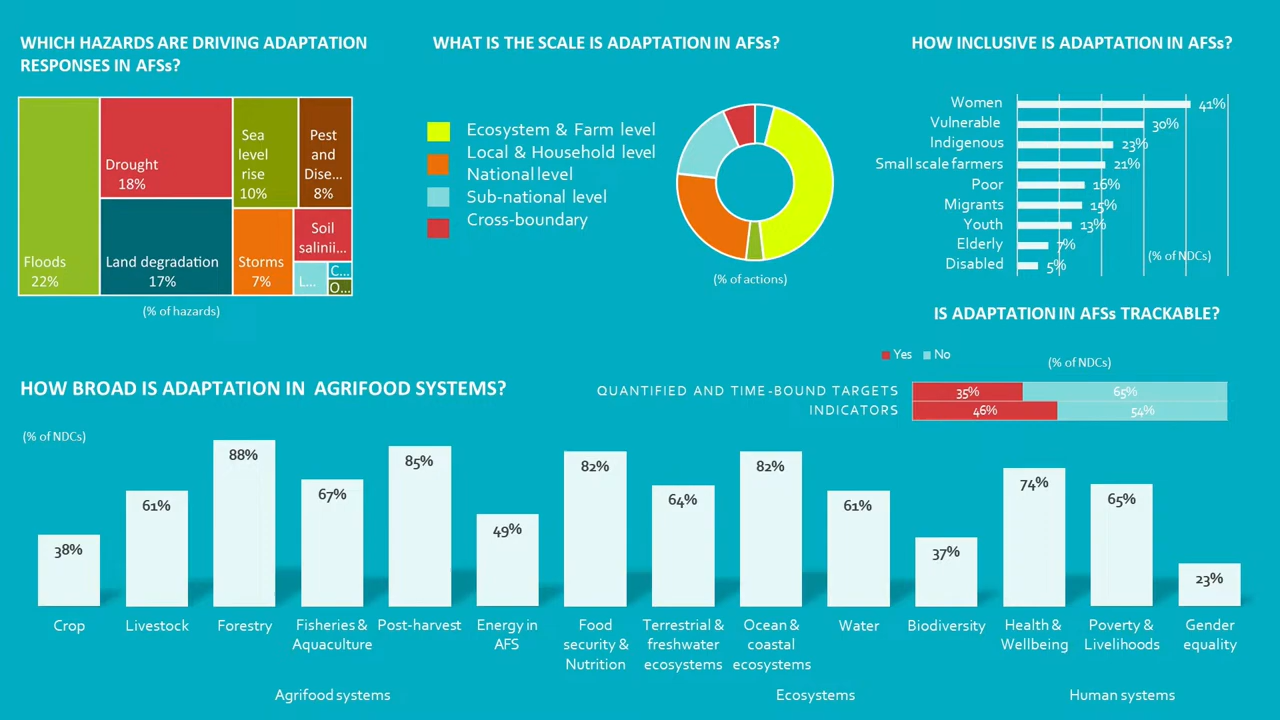 WHICH HAZARDS ARE DRIVING ADAPTATION
RESPONSES IN AFSs?
Floods
22%
Drought
18%
Land degradation
17%
Sea
level
rise
10%
Pest
and
Dise...
8%
Storms
7%
Soil
salinii...
L...
C...
O...
(% of hazards)
WHAT IS THE SCALE IS ADAPTATION IN AFSs?
Ecosystem & Farm level
Local & Household level
National level
Sub-national level
Cross-boundary
(% of actions)
HOW INCLUSIVE IS ADAPTATION IN AFSs?
Women 41%
Vulnerable 30%
Indigenous 23%
Small scale farmers 21%
Poor 16%
Migrants 15%
Youth 13%
Elderly 7%
Disabled 5%
(% of NDCs)
IS ADAPTATION IN AFSs TRACKABLE?
Yes No
(% of NDCs)
QUANTIFIED AND TIME-BOUND TARGETS 35% 65%
INDICATORS 46% 54%
HOW BROAD IS ADAPTATION IN AGRIFOOD SYSTEMS?
(% of NDCs)
38%
Crop
61%
Livestock
88%
Forestry
67%
Fisheries &
Aquaculture
85%
Post-harvest
49%
Energy in
AFS
82%
Food
security &
Nutrition
64%
Terrestrial &
freshwater
ecosystems
82%
Ocean &
coastal
ecosystems
61%
Water
37%
Biodiversity
74%
Health &
Wellbeing
65%
Poverty &
Livelihoods
23%
Gender
equality
Agrifood systems
Ecosystems
Human systems